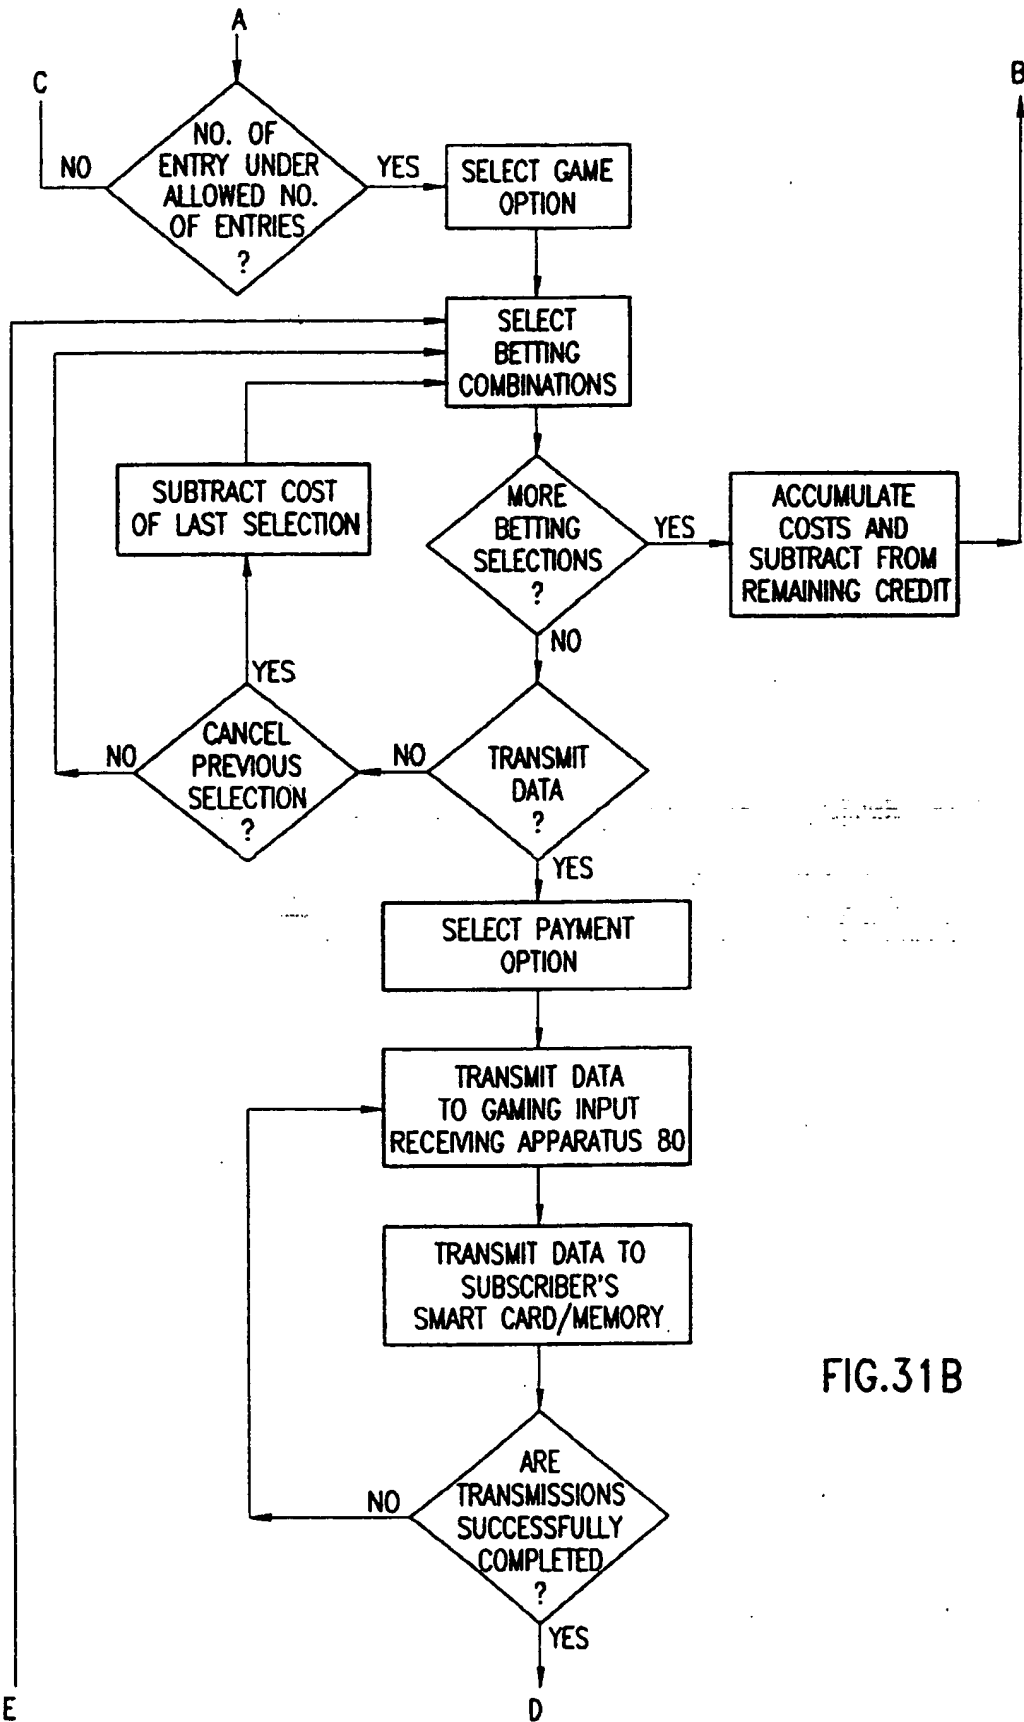 A
C
B
NO. OF
ENTRY UNDER
ALLOWED NO.
OF ENTRIES
?
NO
YES
SELECT GAME
OPTION
SELECT
BETTING
COMBINATIONS
SUBTRACT COST
OF LAST SELECTION
MORE
BETTING
SELECTIONS
?
YES
ACCUMULATE
COSTS AND
SUBTRACT FROM
REMAINING CREDIT
NO
YES
CANCEL
PREVIOUS
SELECTION
?
NO
NO
TRANSMIT
DATA
?
YES
SELECT PAYMENT
OPTION
TRANSMIT DATA
TO GAMING INPUT
RECEIVING APPARATUS 80
TRANSMIT DATA TO
SUBSCRIBER'S
SMART CARD/MEMORY
FIG.31B
ARE
TRANSMISSIONS
SUCCESSFULLY
COMPLETED
?
NO
YES
E
D